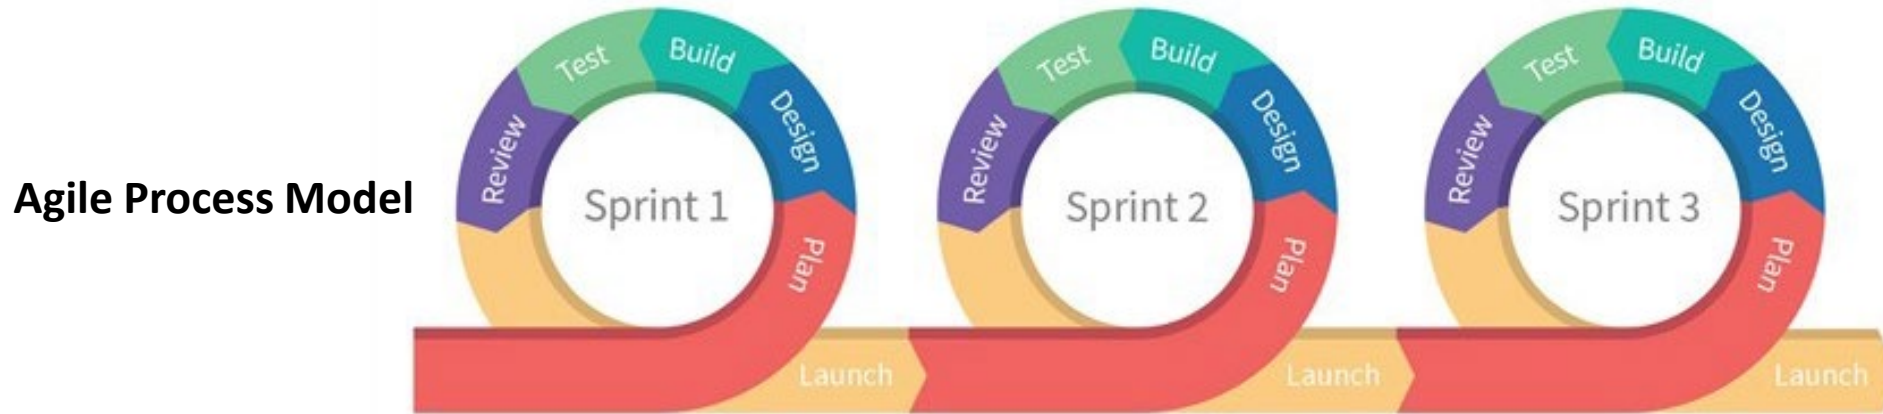 Agile Process Model
Test
Build
Design
Review
Sprint 1
Plan
Launch
Test
Build
Design
Review
Sprint 2
Plan
Launch
Test
Build
Design
Review
Sprint 3
Plan
Launch